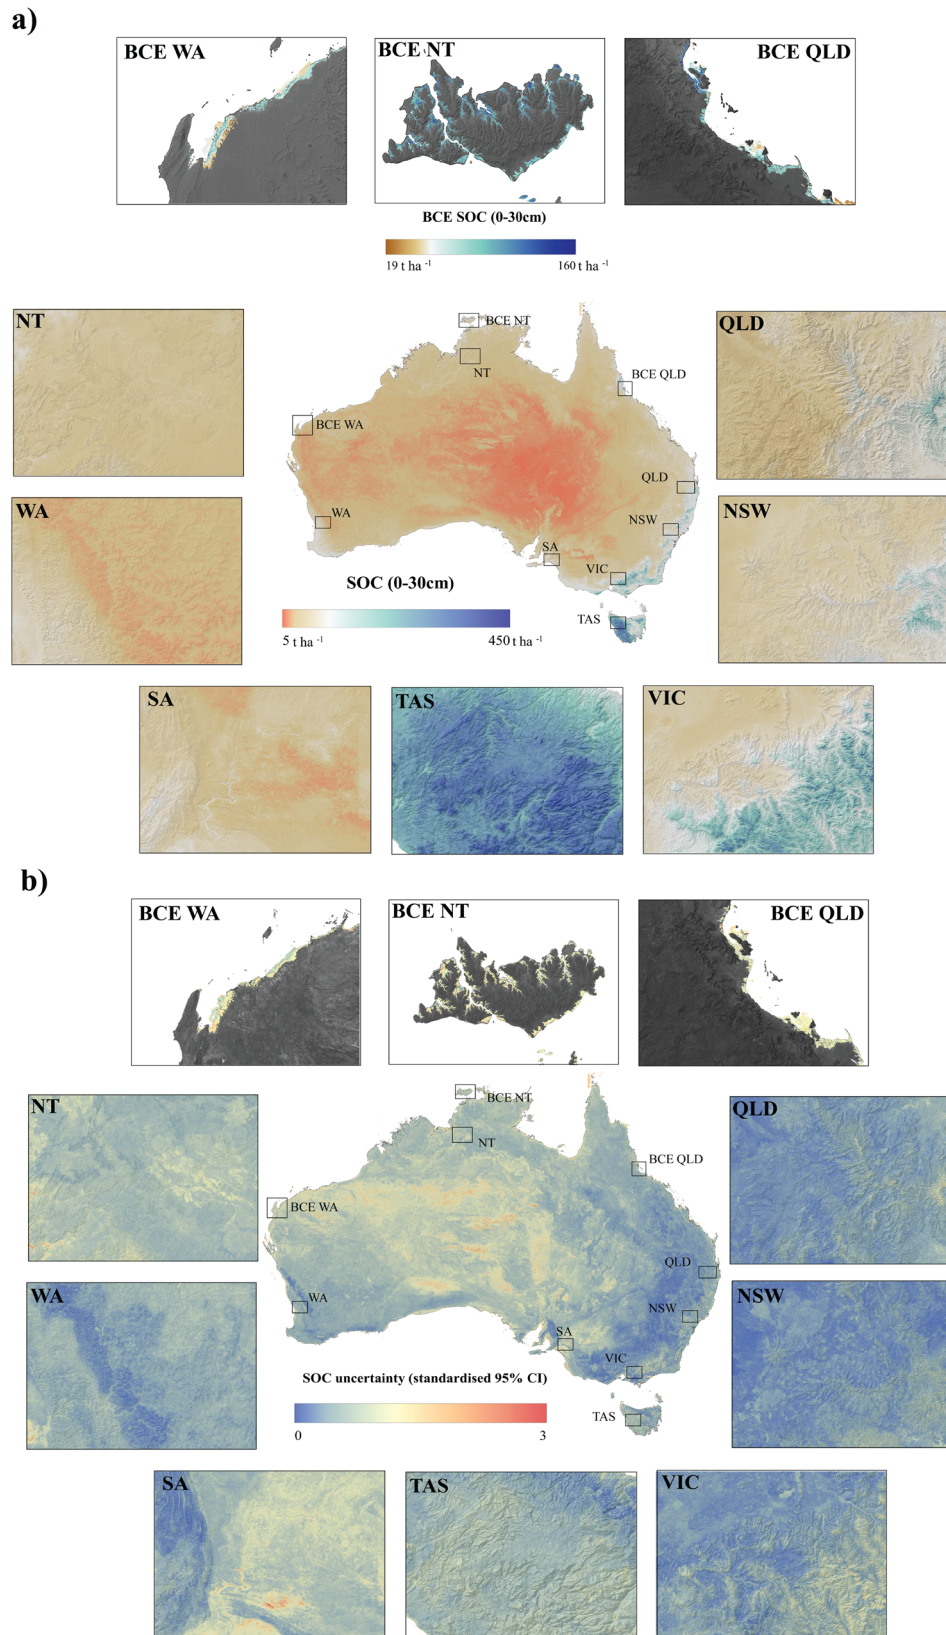 a)
BCE WA
BCE NT
BCE QLD
BCE SOC (0-30cm)
19 t ha -1
160 t ha -1
NT
QLD
BCE NT
NT
BCE QLD
BCE WA
QLD
WA
NSW
WA
NSW
SA
VIC
SOC (0-30cm)
TAS
5 t ha -1
450 t ha -1
SA
TAS
VIC
b)
BCE WA
BCE NT
BCE QLD
NT
QLD
BCE NT
NT
BCE QLD
BCE WA
QLD
WA
NSW
WA
NSW
SA
VIC
SOC uncertainty (standardised 95% CI)
TAS
0
3
SA
TAS
VIC